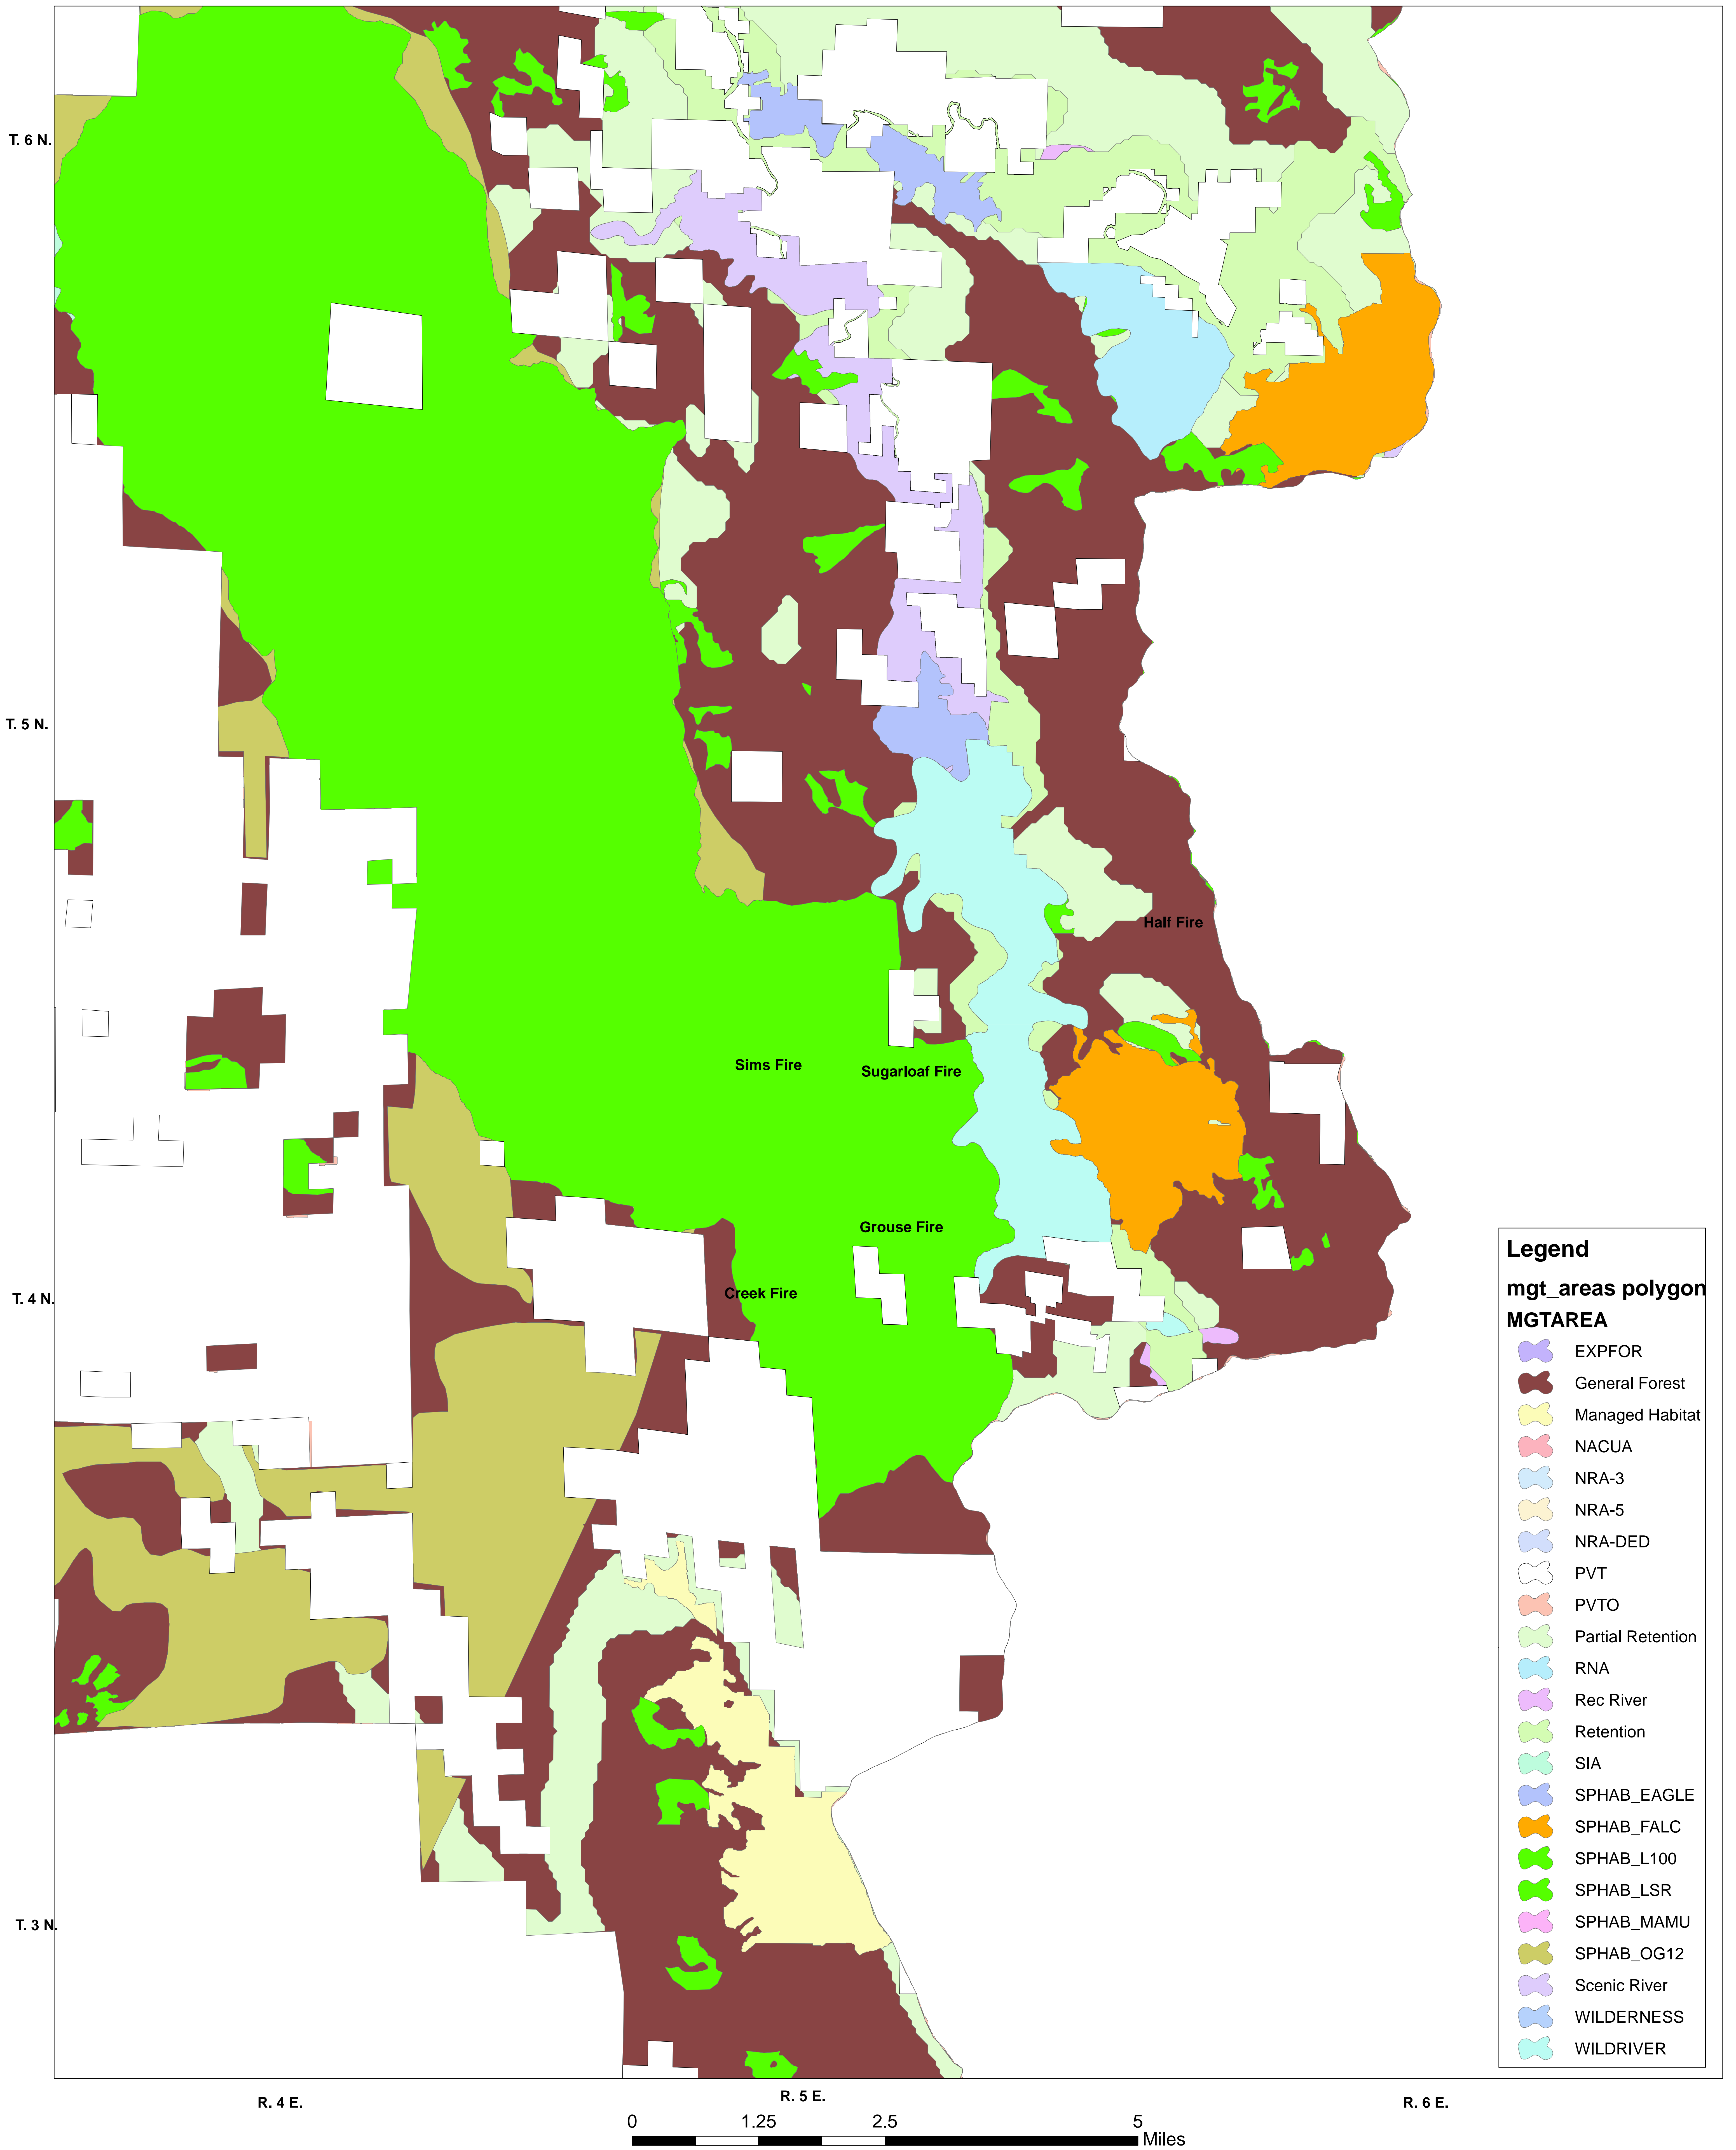 T. 6 N.
T. 5 N.
Half Fire
Sims Fire
Sugarloaf Fire
Grouse Fire
Creek Fire
T. 4 N.
T. 3 N.
Legend
mgt_areas polygon
MGTAREA
EXPFOR
General Forest
Managed Habitat
NACUA
NRA-3
NRA-5
NRA-DED
PVT
PVTO
Partial Retention
RNA
Rec River
Retention
SIA
SPHAB_EAGLE
SPHAB_FALC
SPHAB_L100
SPHAB_LSR
SPHAB_MAMU
SPHAB_OG12
Scenic River
WILDERNESS
WILDRIVER
R. 4 E.
R. 5 E.
R. 6 E.
0 1.25 2.5 5
Miles